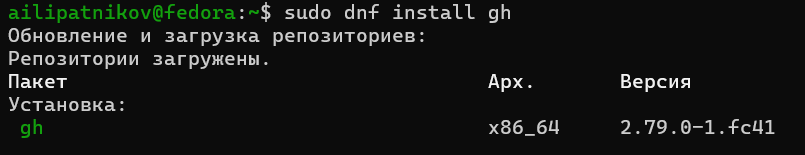 ailipatnikov@fedora:~$ sudo dnf install gh
Обновление и загрузка репозиториев:
Репозитории загружены.
Пакет Арх. Версия
Установка:
gh x86_64 2.79.0-1.fc41